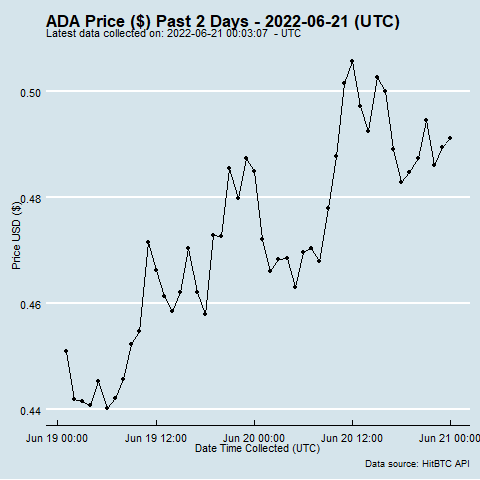 ADA Price ($) Past 2 Days - 2022-06-21 (UTC)
Latest data collected on: 2022-06-21 00:03:07 - UTC
0.50
0.48
Price USD ($)
0.46
0.44
Jun 19 00:00 Jun 19 12:00 Jun 20 00:00 Jun 20 12:00 Jun 21 00:00
Date Time Collected (UTC)
Data source: HitBTC API